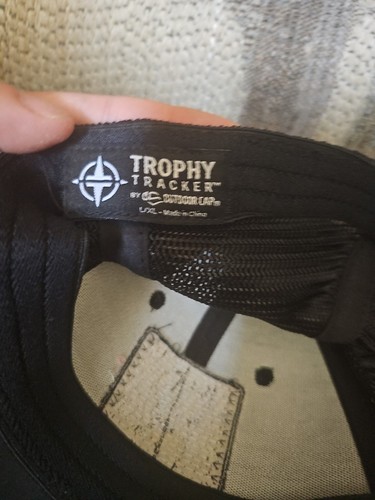 TROPHY
TRACKER™
BY OUTDOOR CAP®
L/XL - Made in China